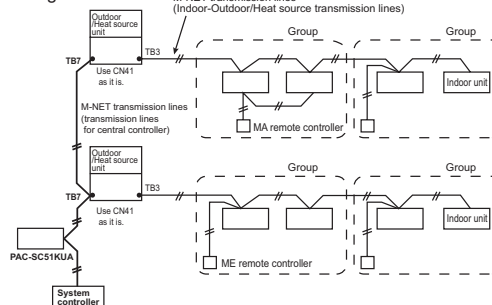 (Indoor-Outdoor/Heat source transmission lines)
Outdoor
/Heat source
unit
TB7
TB3
Use CN41
as it is.
Group
Group
Indoor unit
MA remote controller
M-NET transmission lines
(transmission lines
for central controller)
Outdoor
/Heat source
unit
TB7
TB3
Use CN41
as it is.
Group
Group
Indoor unit
ME remote controller
PAC-SC51KUA
System
controller